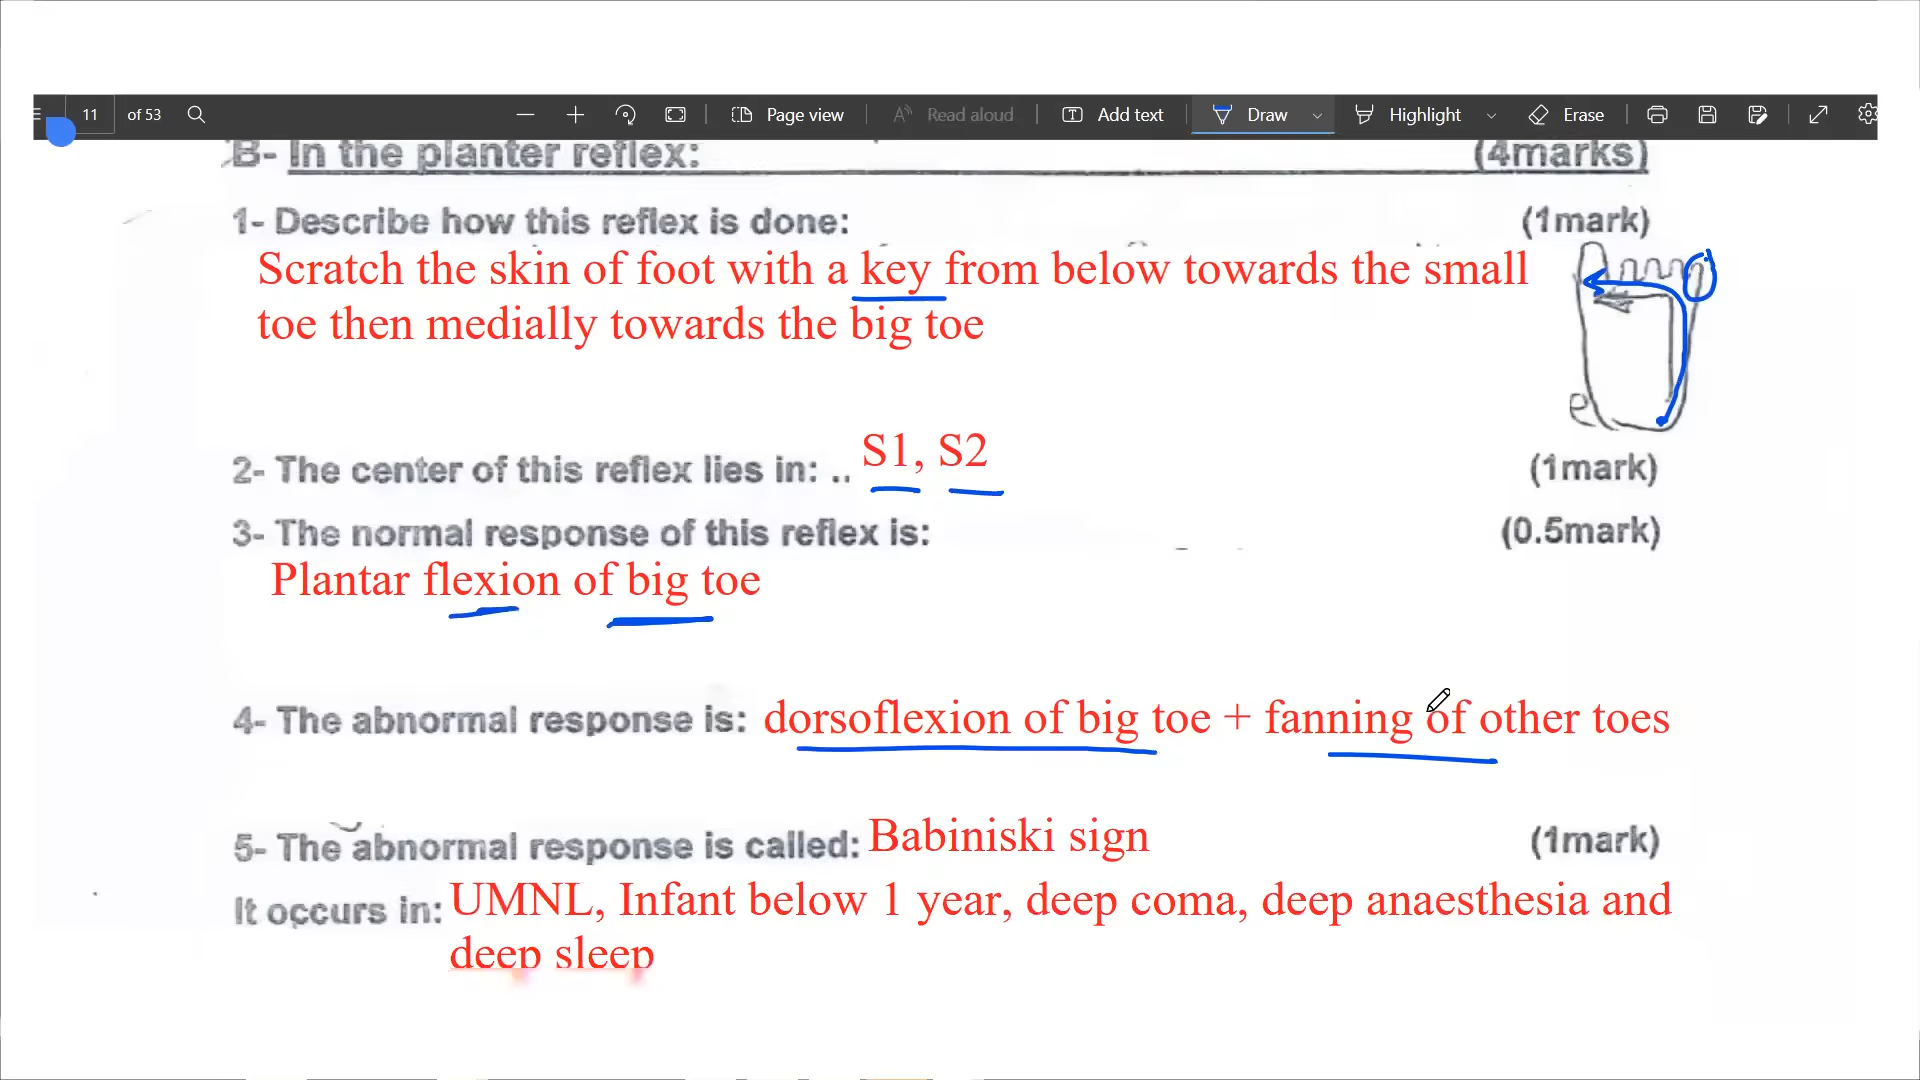 11 of 53 Page view Read aloud Add text Draw Highlight Erase
B- In the planter reflex: (4marks)
1- Describe how this reflex is done: (1mark)
Scratch the skin of foot with a key from below towards the small
toe then medially towards the big toe
2- The center of this reflex lies in: .. S1, S2 (1mark)
3- The normal response of this reflex is: (0.5mark)
Plantar flexion of big toe
4- The abnormal response is: dorsoflexion of big toe + fanning of other toes
5- The abnormal response is called: Babiniski sign (1mark)
It occurs in: UMNL, Infant below 1 year, deep coma, deep anaesthesia and
deep sleep